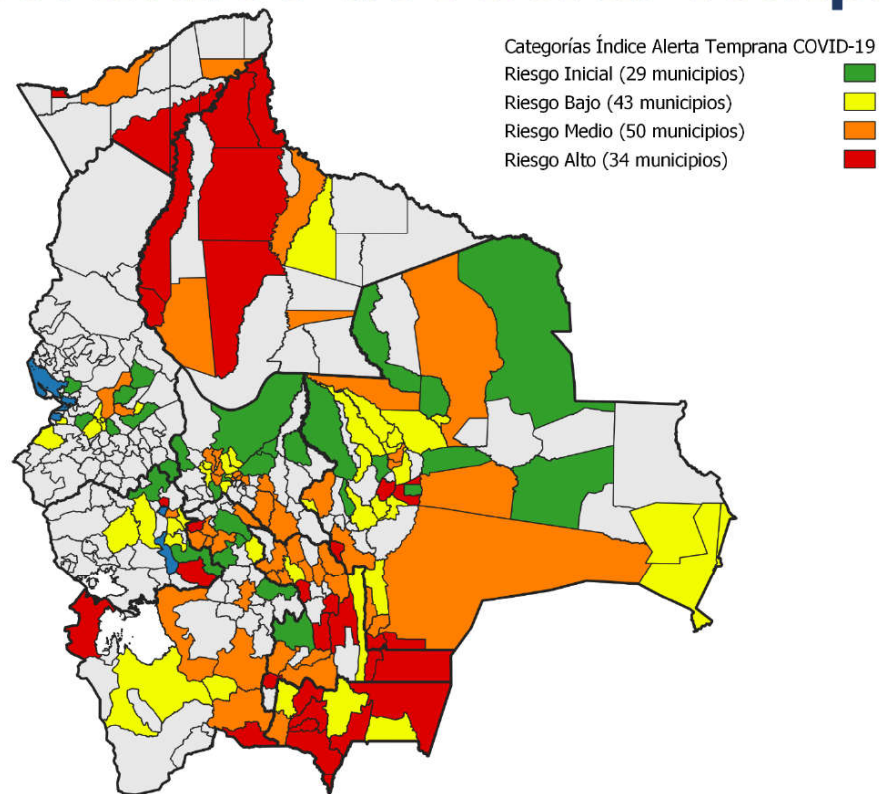 Categorías Índice Alerta Temprana COVID-19
Riesgo Inicial (29 municipios)
Riesgo Bajo (43 municipios)
Riesgo Medio (50 municipios)
Riesgo Alto (34 municipios)